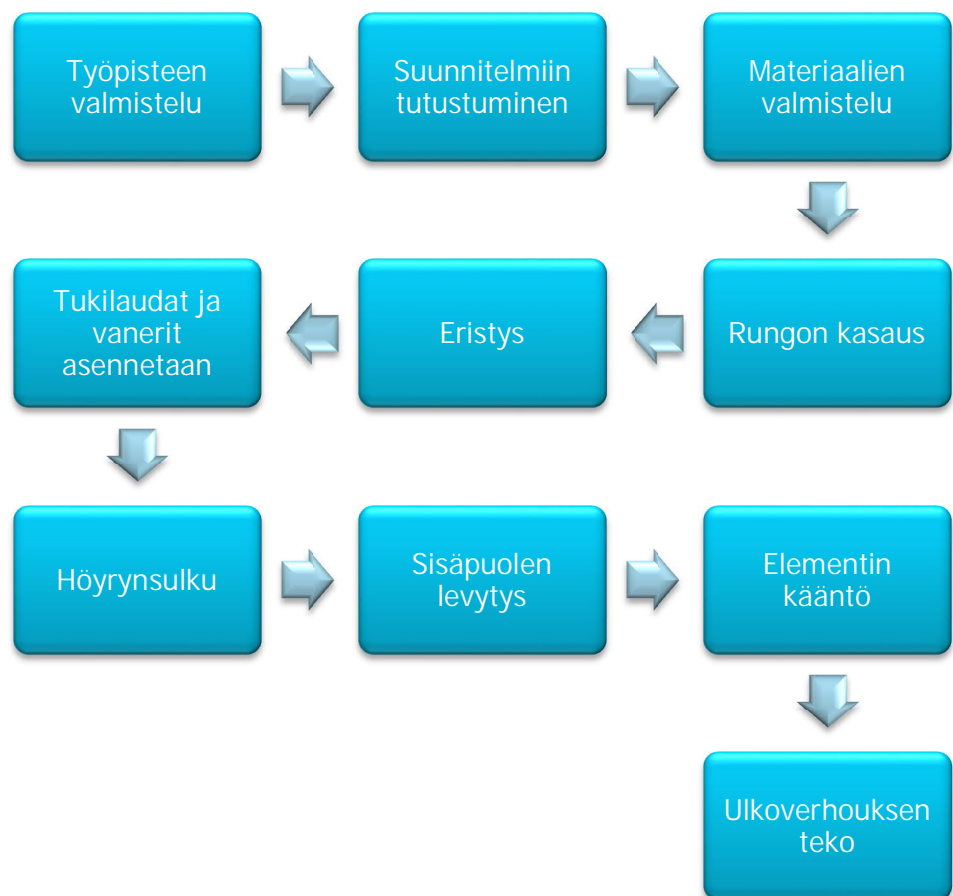 Työpisteen
valmistelu
Suunnitelmiin
tutustuminen
Materiaalien
valmistelu
Rungon kasaus
Eristys
Tukilaudat ja
vanerit
asennetaan
Höyrynsulku
Sisäpuolen
levytys
Elementin
kääntö
Ulkoverhouksen
teko